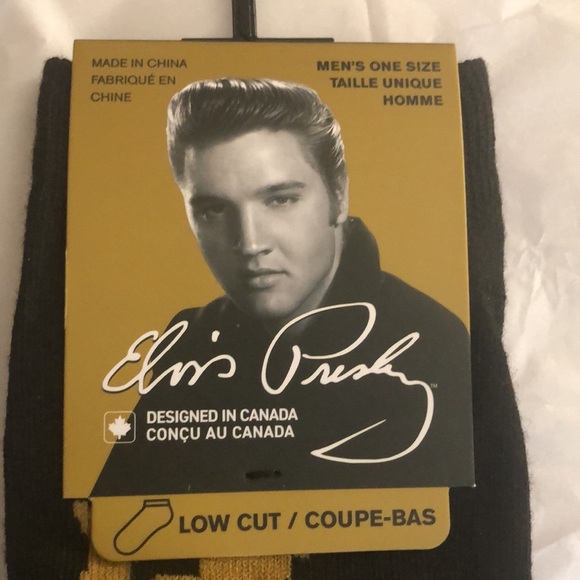 MADE IN CHINA
FABRIQUÉ EN
CHINE
MEN'S ONE SIZE
TAILLE UNIQUE
HOMME
Elvis Presley™
DESIGNED IN CANADA
CONÇU AU CANADA
LOW CUT / COUPE-BAS